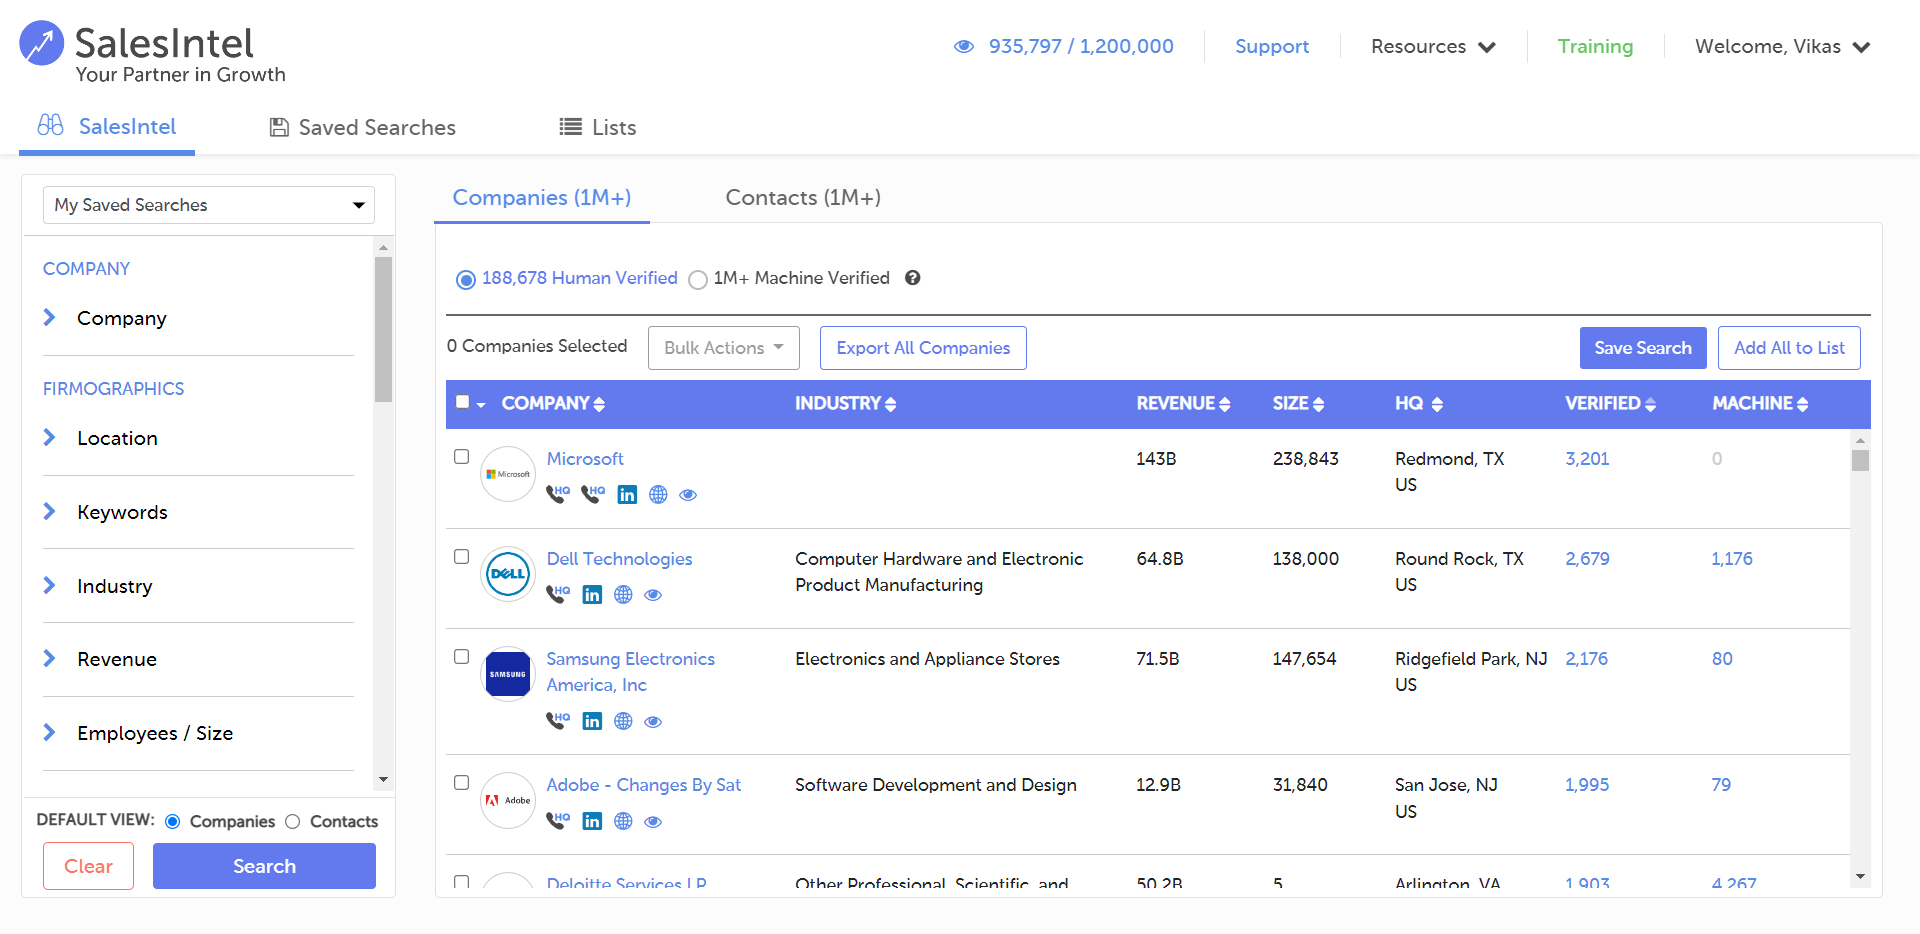 SalesIntel
Your Partner in Growth
935,797 / 1,200,000
Support
Resources
Training
Welcome, Vikas
SalesIntel
Saved Searches
Lists
My Saved Searches
COMPANY
Company
FIRMOGRAPHICS
Location
Keywords
Industry
Revenue
Employees / Size
DEFAULT VIEW: Companies Contacts
Clear
Search
Companies (1M+)
Contacts (1M+)
188,678 Human Verified 1M+ Machine Verified ?
0 Companies Selected
Bulk Actions
Export All Companies
Save Search
Add All to List
COMPANY INDUSTRY REVENUE SIZE HQ VERIFIED MACHINE
Microsoft
Microsoft 143B 238,843 Redmond, TX 3,201 0
US
HQ HQ in
DELL
Dell Technologies Computer Hardware and Electronic 64.8B 138,000 Round Rock, TX 2,679 1,176
Product Manufacturing US
HQ in
SAMSUNG
Samsung Electronics Electronics and Appliance Stores 71.5B 147,654 Ridgefield Park, NJ 2,176 80
America, Inc US
HQ in
Adobe
Adobe - Changes By Sat Software Development and Design 12.9B 31,840 San Jose, NJ 1,995 79
US
HQ in
Deloitte Services LP Other Professional, Scientific, and 50.2B 5 Arlington, VA 1,903 4,267